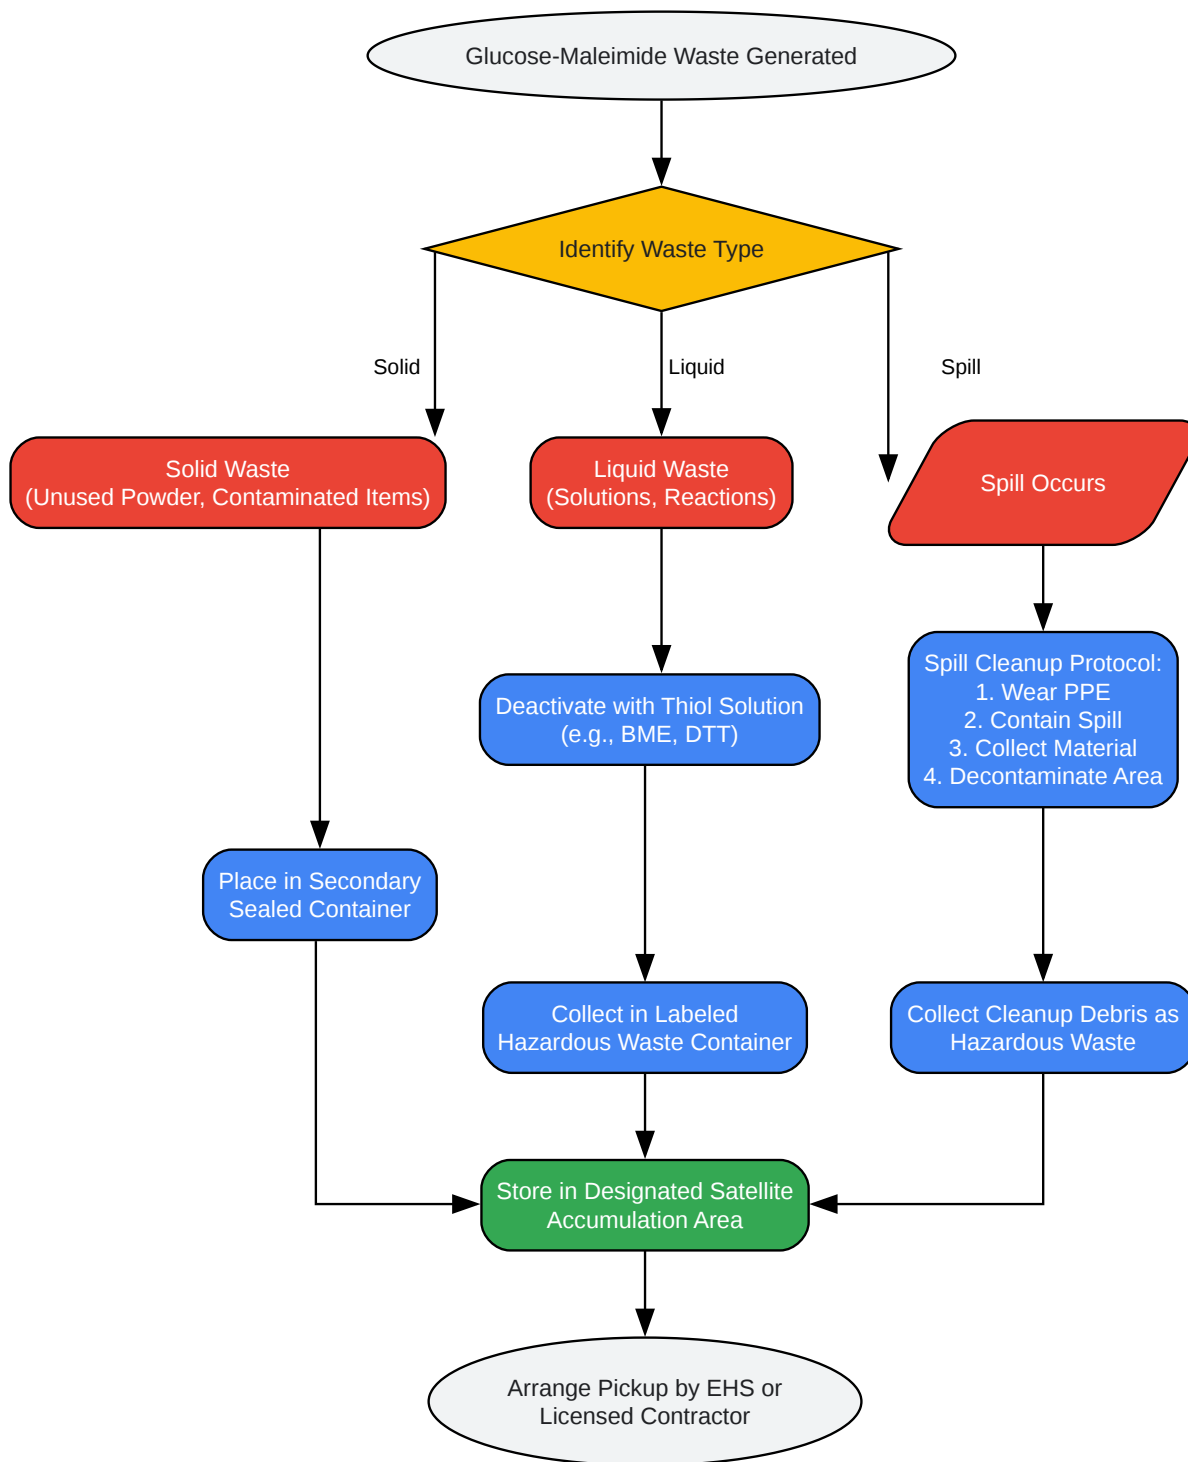 Glucose-Maleimide Waste Generated
Identify Waste Type
Solid
Liquid
Spill
Solid Waste
(Unused Powder, Contaminated Items)
Liquid Waste
(Solutions, Reactions)
Spill Occurs
Deactivate with Thiol Solution
(e.g., BME, DTT)
Spill Cleanup Protocol:
1. Wear PPE
2. Contain Spill
3. Collect Material
4. Decontaminate Area
Place in Secondary
Sealed Container
Collect in Labeled
Hazardous Waste Container
Collect Cleanup Debris as
Hazardous Waste
Store in Designated Satellite
Accumulation Area
Arrange Pickup by EHS or
Licensed Contractor